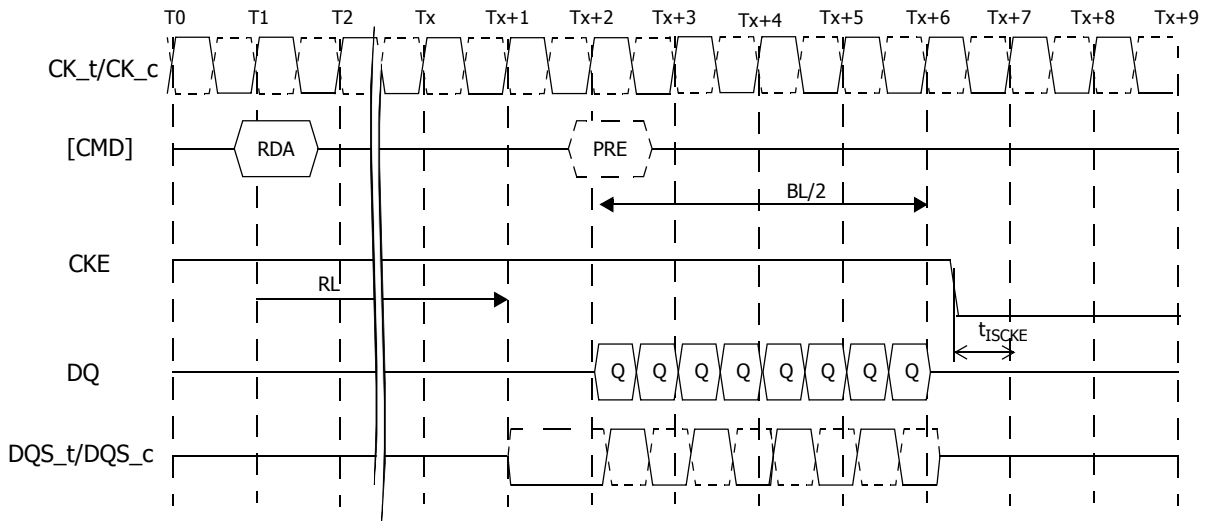 T0 T1 T2 Tx Tx+1 Tx+2 Tx+3 Tx+4 Tx+5 Tx+6 Tx+7 Tx+8 Tx+9
CK_t/CK_c
[CMD] RDA PRE
BL/2
CKE
RL
tISCKE
DQ Q Q Q Q Q Q Q Q
DQS_t/DQS_c